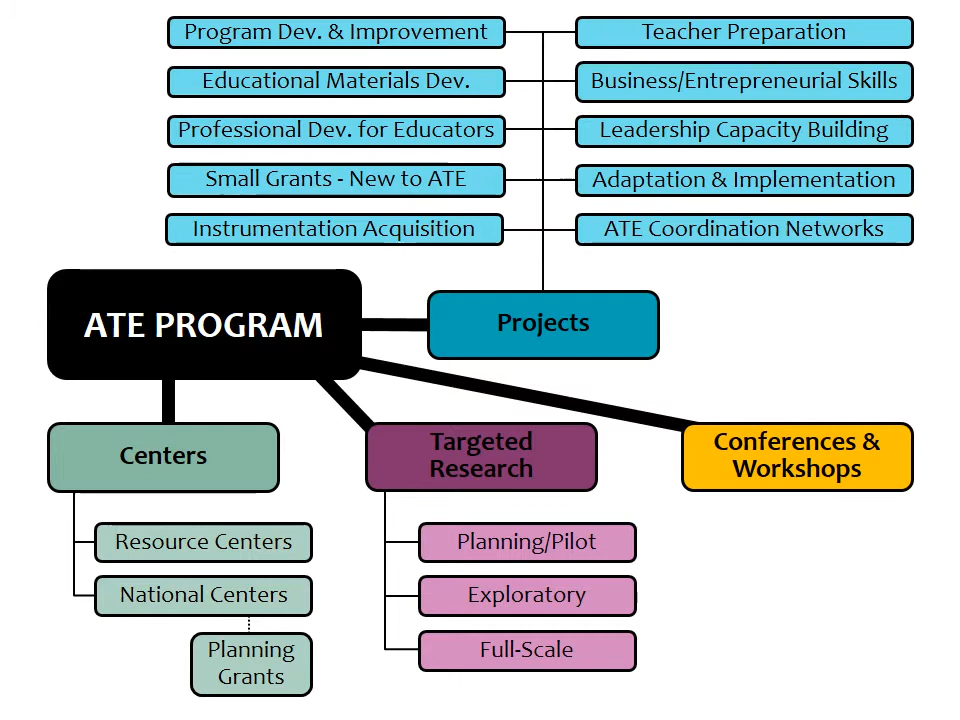 Program Dev. & Improvement
Teacher Preparation
Educational Materials Dev.
Business/Entrepreneurial Skills
Professional Dev. for Educators
Leadership Capacity Building
Small Grants - New to ATE
Adaptation & Implementation
Instrumentation Acquisition
ATE Coordination Networks
ATE PROGRAM
Projects
Centers
Targeted
Research
Conferences &
Workshops
Resource Centers
National Centers
Planning
Grants
Planning/Pilot
Exploratory
Full-Scale